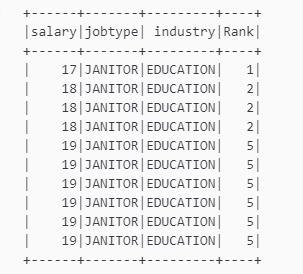 +------+-------+---------+----+
|salary|jobtype| industry|Rank|
+------+-------+---------+----+
|    17|JANITOR|EDUCATION|   1|
|    18|JANITOR|EDUCATION|   2|
|    18|JANITOR|EDUCATION|   2|
|    18|JANITOR|EDUCATION|   2|
|    19|JANITOR|EDUCATION|   5|
|    19|JANITOR|EDUCATION|   5|
|    19|JANITOR|EDUCATION|   5|
|    19|JANITOR|EDUCATION|   5|
|    19|JANITOR|EDUCATION|   5|
|    19|JANITOR|EDUCATION|   5|
+------+-------+---------+----+